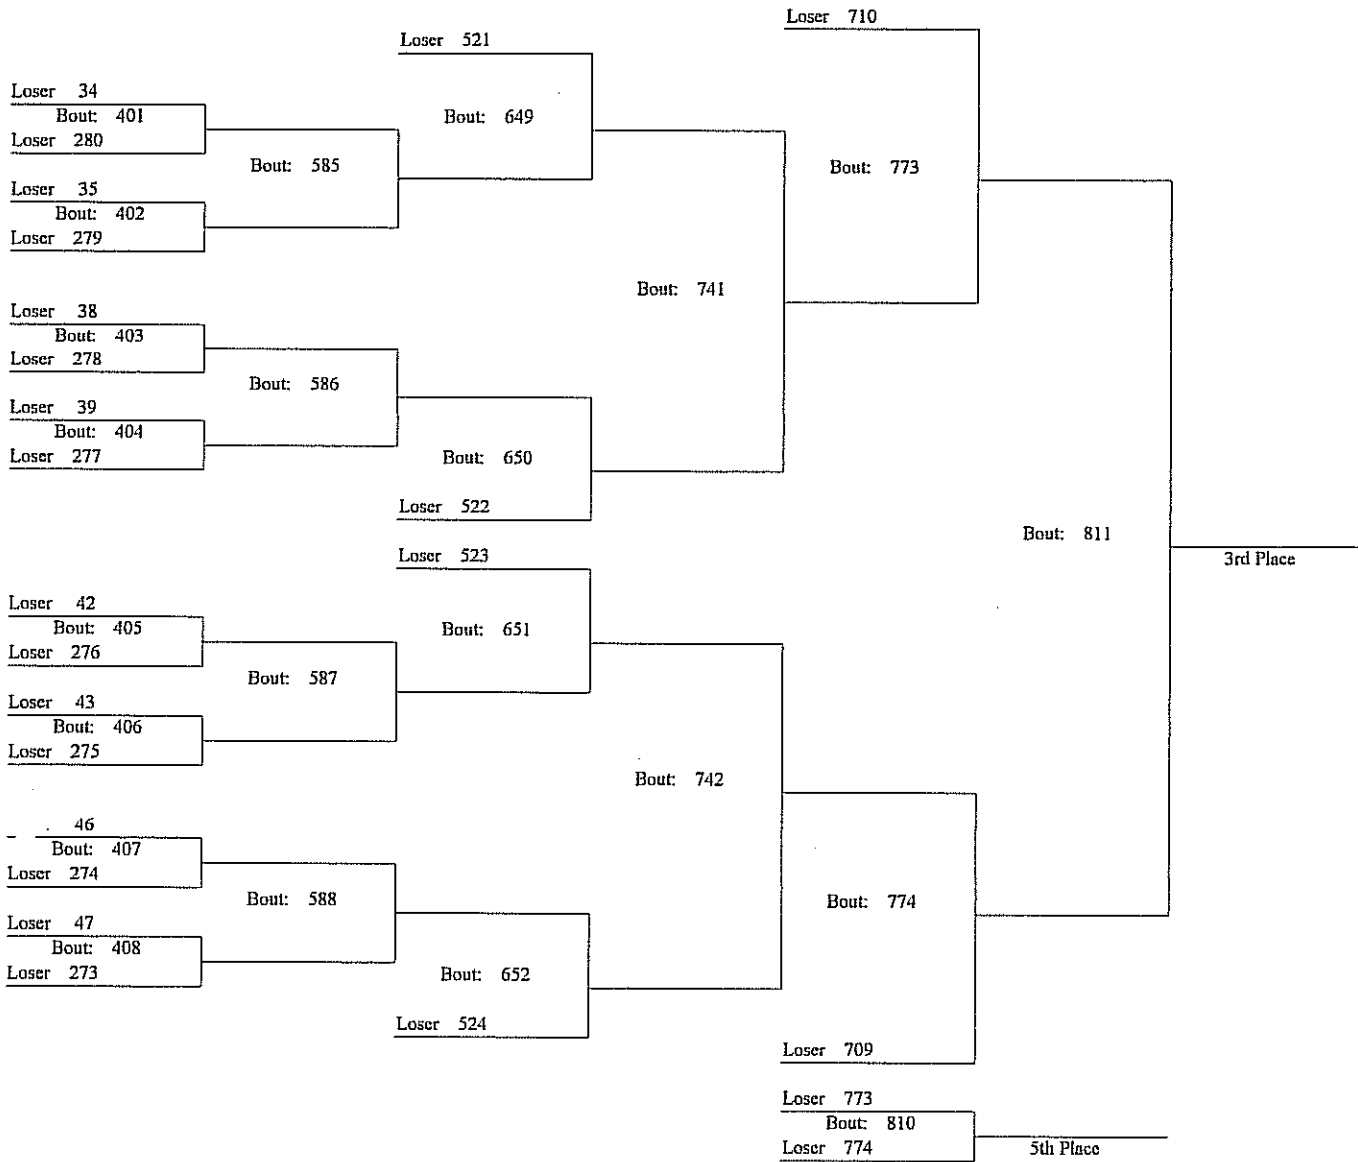 Loser 710
Loser 521
Loser 34
Bout: 401
Loser 280
Bout: 649
Bout: 585
Bout: 773
Loser 35
Bout: 402
Loser 279
Bout: 741
Loser 38
Bout: 403
Loser 278
Bout: 586
Loser 39
Bout: 404
Loser 277
Bout: 650
Loser 522
Bout: 811
3rd Place
Loser 523
Loser 42
Bout: 405
Loser 276
Bout: 651
Bout: 587
Loser 43
Bout: 406
Loser 275
Bout: 742
46
Bout: 407
Loser 274
Bout: 588
Bout: 774
Loser 47
Bout: 408
Loser 273
Bout: 652
Loser 524
Loser 709
Loser 773
Bout: 810
Loser 774
5th Place